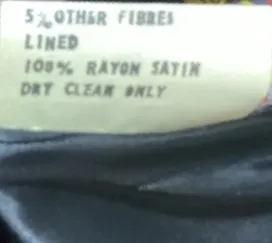 5% OTHER FIBRES
LINED
100% RAYON SATIN
DRY CLEAN ONLY